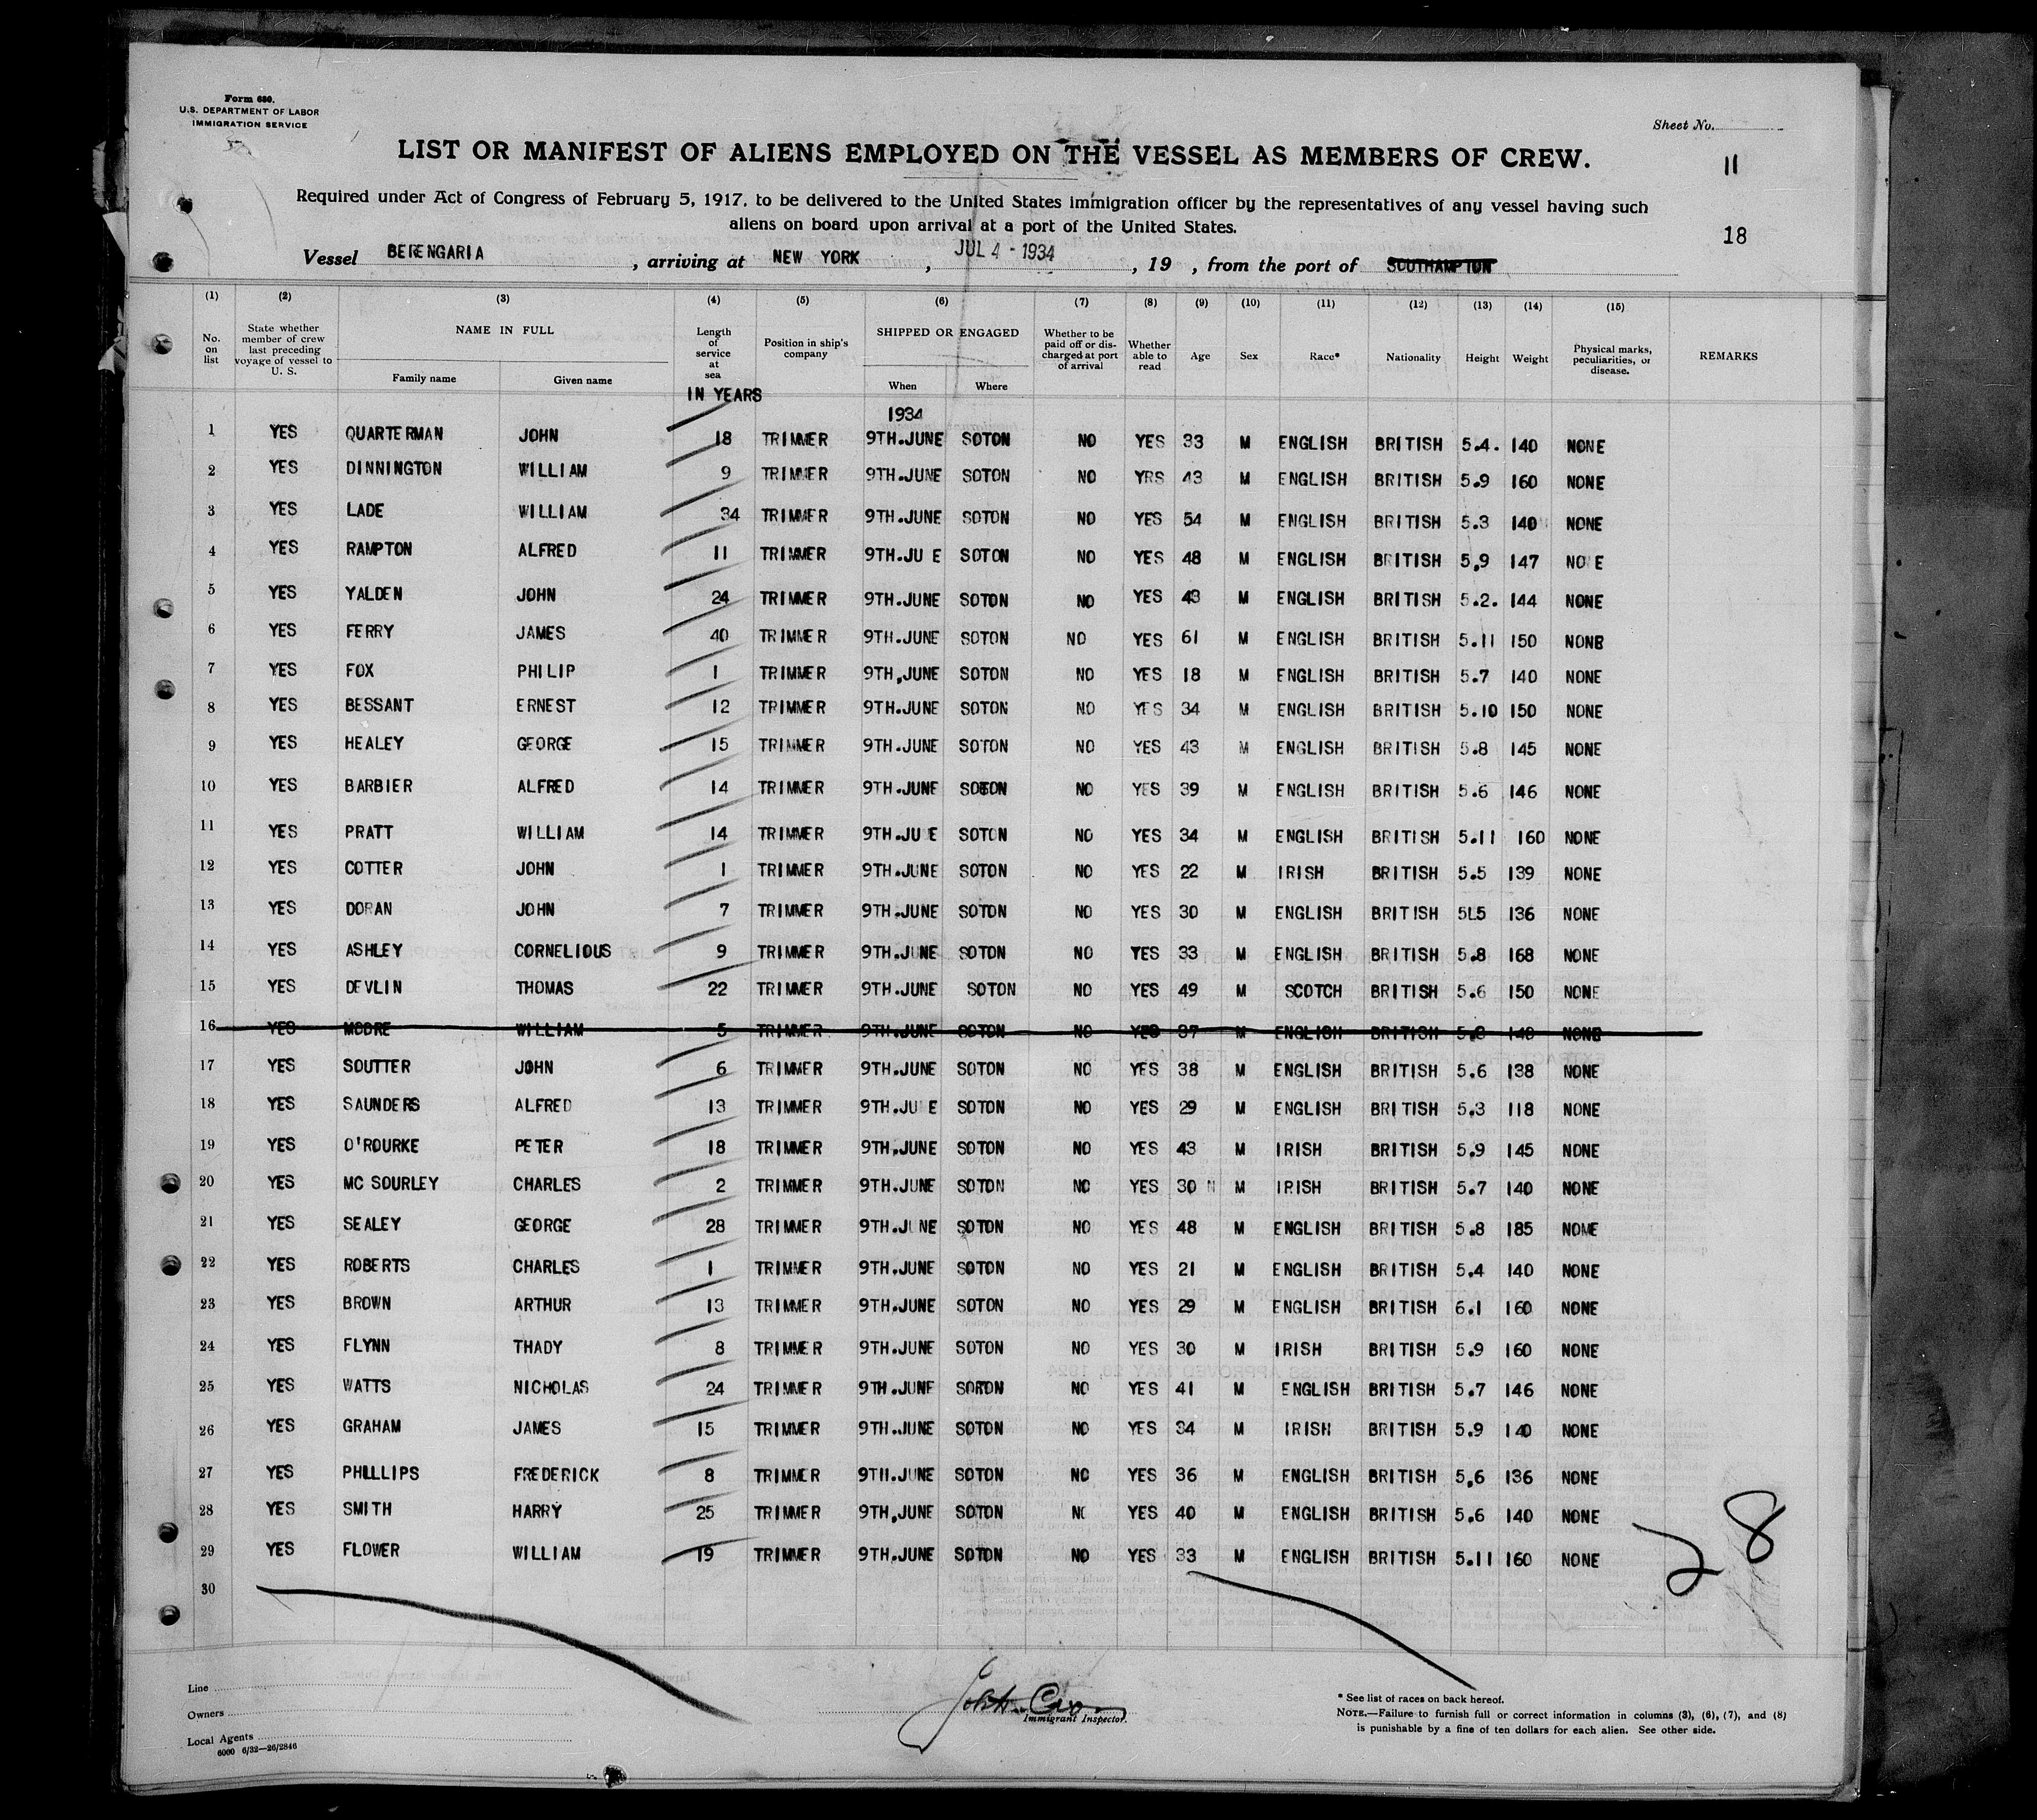 Form 680.
U.S. DEPARTMENT OF LABOR
IMMIGRATION SERVICE
Sheet No.
LIST OR MANIFEST OF ALIENS EMPLOYED ON THE VESSEL AS MEMBERS OF CREW.
11
Required under Act of Congress of February 5, 1917, to be delivered to the United States immigration officer by the representatives of any vessel having such
aliens on board upon arrival at a port of the United States.
18
Vessel BERENGARIA, arriving at NEW YORK, JUL 4 - 1934, 19 , from the port of SOUTHAMPTON
(1) (2) (3) (4) (5) (6) (7) (8) (9) (10) (11) (12) (13) (14) (15)
No. on list State whether member of crew last preceding voyage of vessel to U. S. NAME IN FULL Family name Given name Length of service at sea Position in ship's company SHIPPED OR ENGAGED When Where Whether to be paid off or discharged at port of arrival Whether able to read Age Sex Race* Nationality Height Weight Physical marks, peculiarities, or disease. REMARKS
IN YEARS
1934
1 YES QUARTERMAN JOHN 18 TRIMMER 9TH.JUNE SOTON NO YES 33 M ENGLISH BRITISH 5.4. 140 NONE
2 YES DINNINGTON WILLIAM 9 TRIMMER 9TH.JUNE SOTON NO YRS 43 M ENGLISH BRITISH 5.9 160 NONE
3 YES LADE WILLIAM 34 TRIMMER 9TH.JUNE SOTON NO YES 54 M ENGLISH BRITISH 5.3 140 NONE
4 YES RAMPTON ALFRED 11 TRIMMER 9TH.JU E SOTON NO YES 48 M ENGLISH BRITISH 5,9 147 NO E
5 YES YALDEN JOHN 24 TRIMMER 9TH.JUNE SOTON NO YES 43 M ENGLISH BRITISH 5.2. 144 NONE
6 YES FERRY JAMES 40 TRIMMER 9TH.JUNE SOTON NO YES 61 M ENGLISH BRITISH 5.11 150 NONB
7 YES FOX PHILIP 1 TRIMMER 9TH,JUNE SOTON NO YES 18 M ENGLISH BRITISH 5.7 140 NONE
8 YES BESSANT ERNEST 12 TRIMMER 9TH.JUNE SOTON NO YES 34 M ENGLISH BRITISH 5.10 150 NONE
9 YES HEALEY GEORGE 15 TRIMMER 9TH.JUNE SOTON NO YES 43 M ENGLISH BRITISH 5.8 145 NONE
10 YES BARBIER ALFRED 14 TRIMMER 9TH.JUNE SOTON NO YES 39 M ENGLISH BRITISH 5.6 146 NONE
11 YES PRATT WILLIAM 14 TRIMMER 9TH.JU E SOTON NO YES 34 M ENGLISH BRITISH 5.11 160 NONE
12 YES COTTER JOHN 1 TRIMMER 9TH.JUNE SOTON NO YES 22 M IRISH BRITISH 5.5 139 NONE
13 YES DORAN JOHN 7 TRIMMER 9TH.JUNE SOTON NO YES 30 M ENGLISH BRITISH 5L5 136 NONE
14 YES ASHLEY CORNELIOUS 9 TRIMMER 9TH.JUNE SOTON NO YES 33 M ENGLISH BRITISH 5.8 168 NONE
15 YES DEVLIN THOMAS 22 TRIMMER 9TH.JUNE SOTON NO YES 49 M SCOTCH BRITISH 5.6 150 NONE
16 YES MOORE WILLIAM 5 TRIMMER 9TH.JUNE SOTON NO YES 37 M ENGLISH BRITISH 140 NONE
17 YES SOUTTER JOHN 6 TRIMMER 9TH.JUNE SOTON NO YES 38 M ENGLISH BRITISH 5.6 138 NONE
18 YES SAUNDERS ALFRED 13 TRIMMER 9TH.JU E SOTON NO YES 29 M ENGLISH BRITISH 5.3 118 NONE
19 YES O'ROURKE PETER 18 TRIMMER 9TH.JUNE SOTON NO YES 43 M IRISH BRITISH 5.9 145 NONE
20 YES MC SOURLEY CHARLES 2 TRIMMER 9TH.JUNE SOTON NO YES 30 M IRISH BRITISH 5.7 140 NONE
21 YES SEALEY GEORGE 28 TRIMMER 9TH.JUNE SOTON NO YES 48 M ENGLISH BRITISH 5.8 185 NONE
22 YES ROBERTS CHARLES 1 TRIMMER 9TH.JUNE SOTON NO YES 21 M ENGLISH BRITISH 5.4 140 NONE
23 YES BROWN ARTHUR 13 TRIMMER 9TH.JUNE SOTON NO YES 29 M ENGLISH BRITISH 6.1 160 NONE
24 YES FLYNN THADY 8 TRIMMER 9TH.JUNE SOTON NO YES 30 M IRISH BRITISH 5.9 160 NONE
25 YES WATTS NICHOLAS 24 TRIMMER 9TH.JUNE SORON NO YES 41 M ENGLISH BRITISH 5.7 146 NONE
26 YES GRAHAM JAMES 15 TRIMMER 9TH.JUNE SOTON NO YES 34 M IRISH BRITISH 5.9 140 NONE
27 YES PHLLLIPS FREDERICK 8 TRIMMER 9TH.JUNE SOTON NO YES 36 M ENGLISH BRITISH 5,6 136 NONE
28 YES SMITH HARRY 25 TRIMMER 9TH,JUNE SOTON NO YES 40 M ENGLISH BRITISH 5.6 140 NONE
29 YES FLOWER WILLIAM 19 TRIMMER 9TH.JUNE SOTON NO YES 33 M ENGLISH BRITISH 5.11 160 NONE
28
30
Line
Owners
Local Agents
6000 6/32—26/2846
Immigrant Inspector.
* See list of races on back hereof.
NOTE.—Failure to furnish full or correct information in columns (3), (6), (7), and (8)
is punishable by a fine of ten dollars for each alien. See other side.